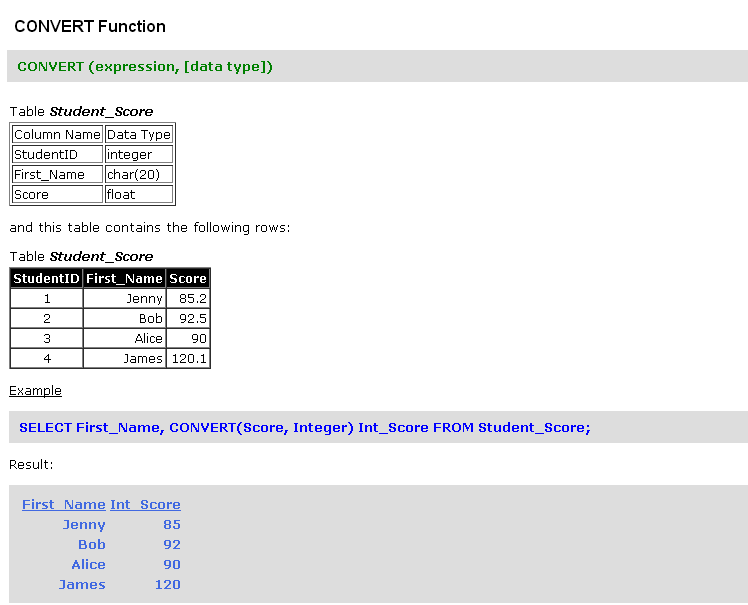 CONVERT Function
CONVERT (expression, [data type])
Table Student_Score
Column Name Data Type
StudentID integer
First_Name char(20)
Score float
and this table contains the following rows:
Table Student_Score
StudentID First_Name Score
1 Jenny 85.2
2 Bob 92.5
3 Alice 90
4 James 120.1
Example
SELECT First_Name, CONVERT(Score, Integer) Int_Score FROM Student_Score;
Result:
First_Name Int_Score
Jenny 85
Bob 92
Alice 90
James 120